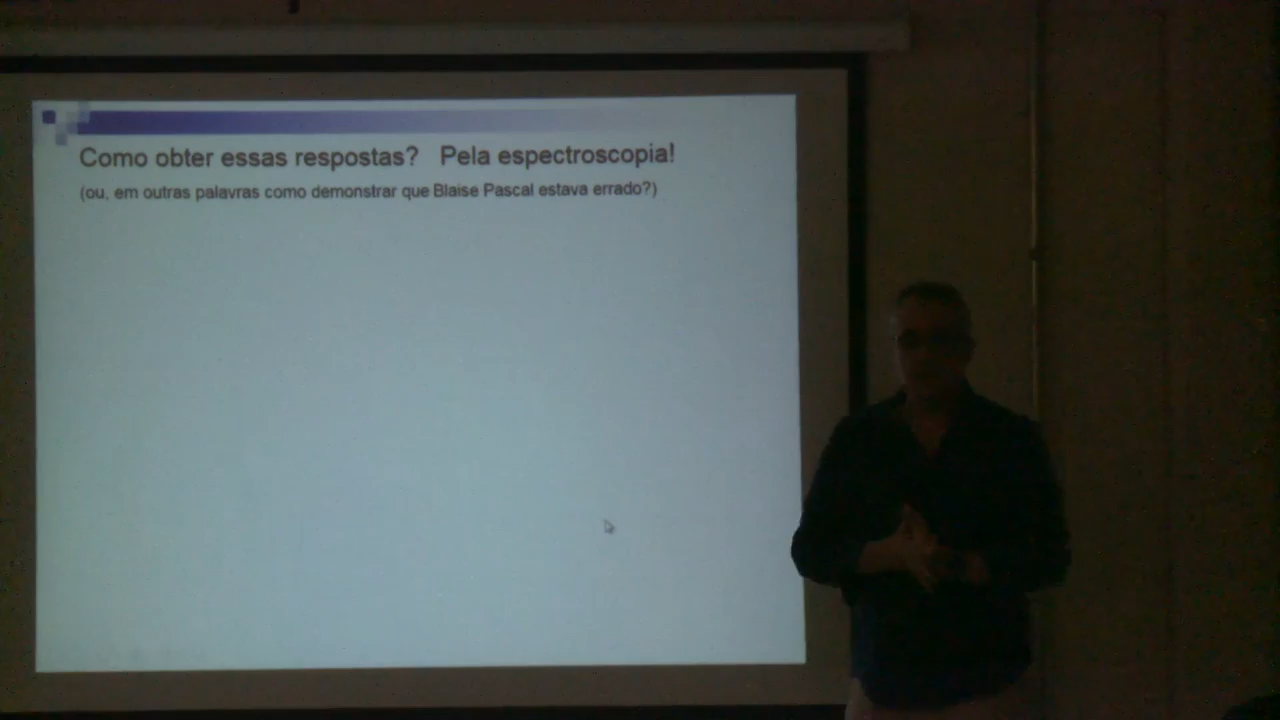 Como obter essas respostas? Pela espectroscopia!
(ou, em outras palavras como demonstrar que Blaise Pascal estava errado?)